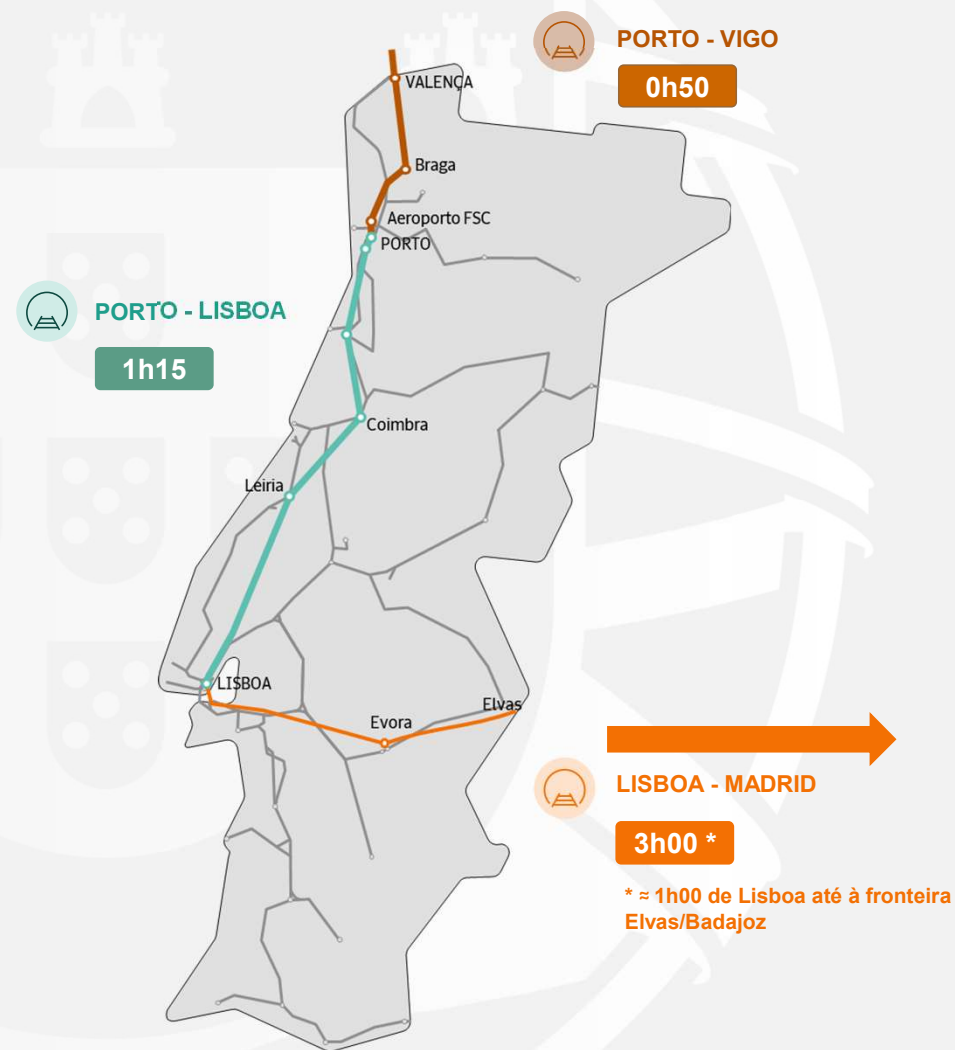 PORTO - VIGO
0h50
VALENÇA
Braga
Aeroporto FSC
PORTO
PORTO - LISBOA
1h15
Coimbra
Leiria
LISBOA
Elvas
Evora
LISBOA - MADRID
3h00 *
* ≈ 1h00 de Lisboa até à fronteira
Elvas/Badajoz